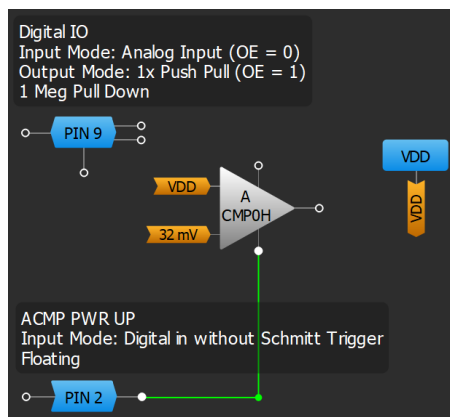 Digital IO
Input Mode: Analog Input (OE = 0)
Output Mode: 1x Push Pull (OE = 1)
1 Meg Pull Down
PIN 9
VDD
VDD
A
CMP0H
VDD
32 mV
ACMP PWR UP
Input Mode: Digital in without Schmitt Trigger
Floating
PIN 2